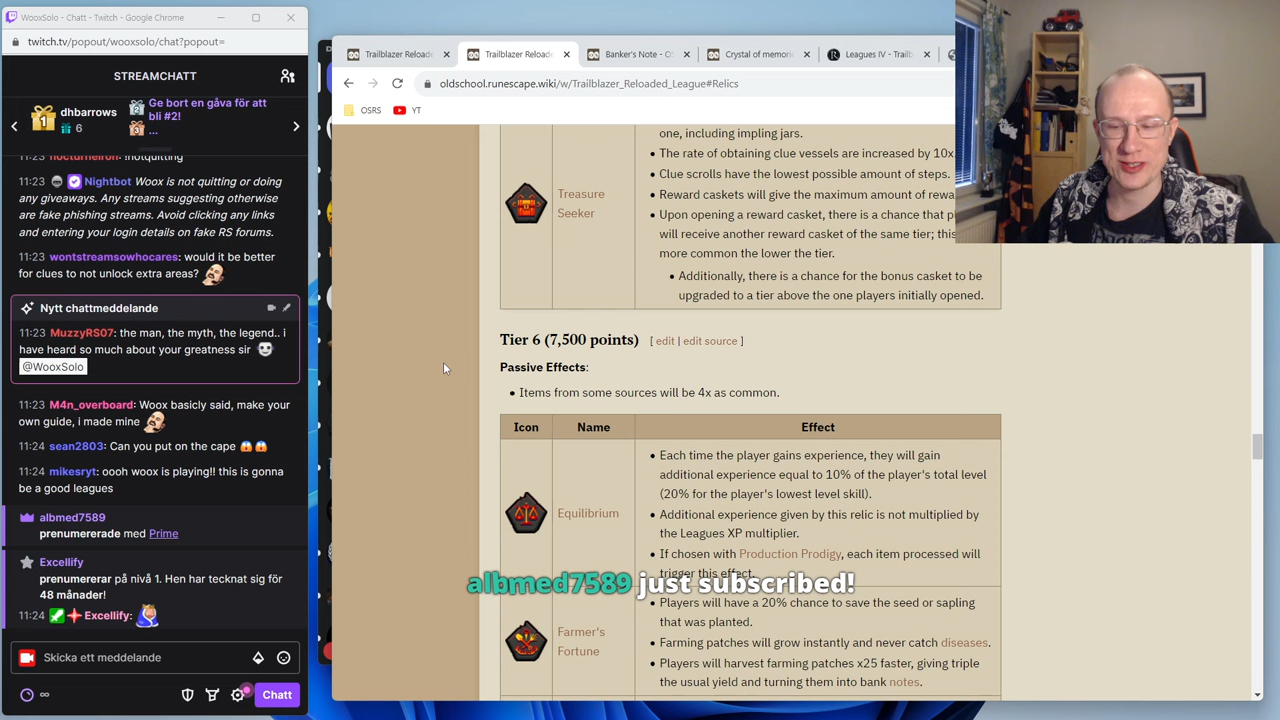 WooxSolo - Chatt - Twitch - Google Chrome
twitch.tv/popout/wooxsolo/chat?popout=
STREAMCHATT
1
dhbarrows
6
2
3
Ge bort en gåva för att
bli #2!
...
nocturneiron: !notquitting
11:23 Nightbot Woox is not quitting or doing
any giveaways. Any streams suggesting otherwise
are fake phishing streams. Avoid clicking any links
and entering your login details on fake RS forums.
11:23 wontstreamsowhocares: would it be better
for clues to not unlock extra areas?
Nytt chattmeddelande
11:23 MuzzyRS07: the man, the myth, the legend.. i
have heard so much about your greatness sir
@WooxSolo
11:23 M4n_overboard: Woox basicly said, make your
own guide, i made mine
11:24 sean2803: Can you put on the cape
11:24 mikesryt: oooh woox is playing!! this is gonna
be a good leagues
albmed7589
prenumererade med Prime
Excellify
prenumererar på nivå 1. Hen har tecknat sig för
48 månader!
11:24 Excellify:
Skicka ett meddelande
∞
Chatt
Trailblazer Reloade
Trailblazer Reloade
Banker's Note - OS
Crystal of memorie
Leagues IV - Trailb
oldschool.runescape.wiki/w/Trailblazer_Reloaded_League#Relics
OSRS
YT
one, including impling jars.
• The rate of obtaining clue vessels are increased by 10x
• Clue scrolls have the lowest possible amount of steps.
Treasure
Seeker
• Reward caskets will give the maximum amount of rewa
• Upon opening a reward casket, there is a chance that p
will receive another reward casket of the same tier; this
more common the lower the tier.
• Additionally, there is a chance for the bonus casket to be
upgraded to a tier above the one players initially opened.
Tier 6 (7,500 points) [ edit | edit source ]
Passive Effects:
• Items from some sources will be 4x as common.
Icon Name Effect
Equilibrium
• Each time the player gains experience, they will gain
additional experience equal to 10% of the player's total level
(20% for the player's lowest level skill).
• Additional experience given by this relic is not multiplied by
the Leagues XP multiplier.
• If chosen with Production Prodigy, each item processed will
trigger this effect.
albmed7589 just subscribed!
Farmer's
Fortune
• Players will have a 20% chance to save the seed or sapling
that was planted.
• Farming patches will grow instantly and never catch diseases.
• Players will harvest farming patches x25 faster, giving triple
the usual yield and turning them into bank notes.